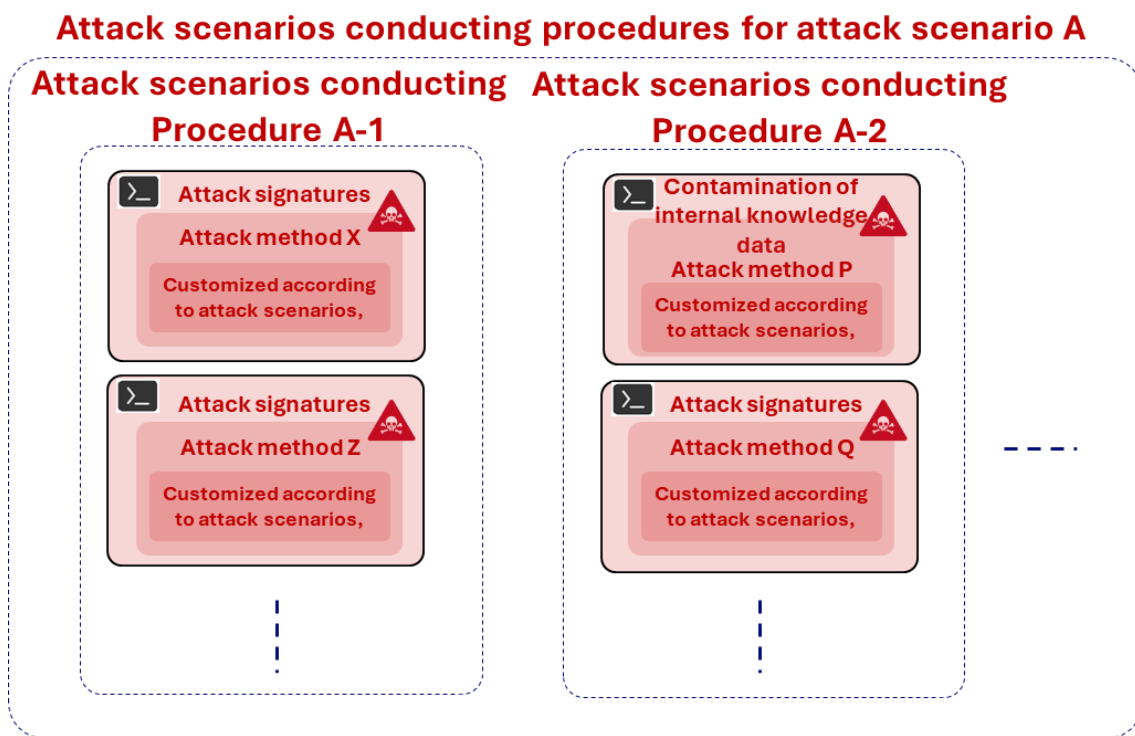 Attack scenarios conducting procedures for attack scenario A
Attack scenarios conducting
Procedure A-1
>_
Attack signatures
Attack method X
Customized according
to attack scenarios,
>_
Attack signatures
Attack method Z
Customized according
to attack scenarios,
Attack scenarios conducting
Procedure A-2
>_
Contamination of
internal knowledge
data
Attack method P
Customized according
to attack scenarios,
>_
Attack signatures
Attack method Q
Customized according
to attack scenarios,